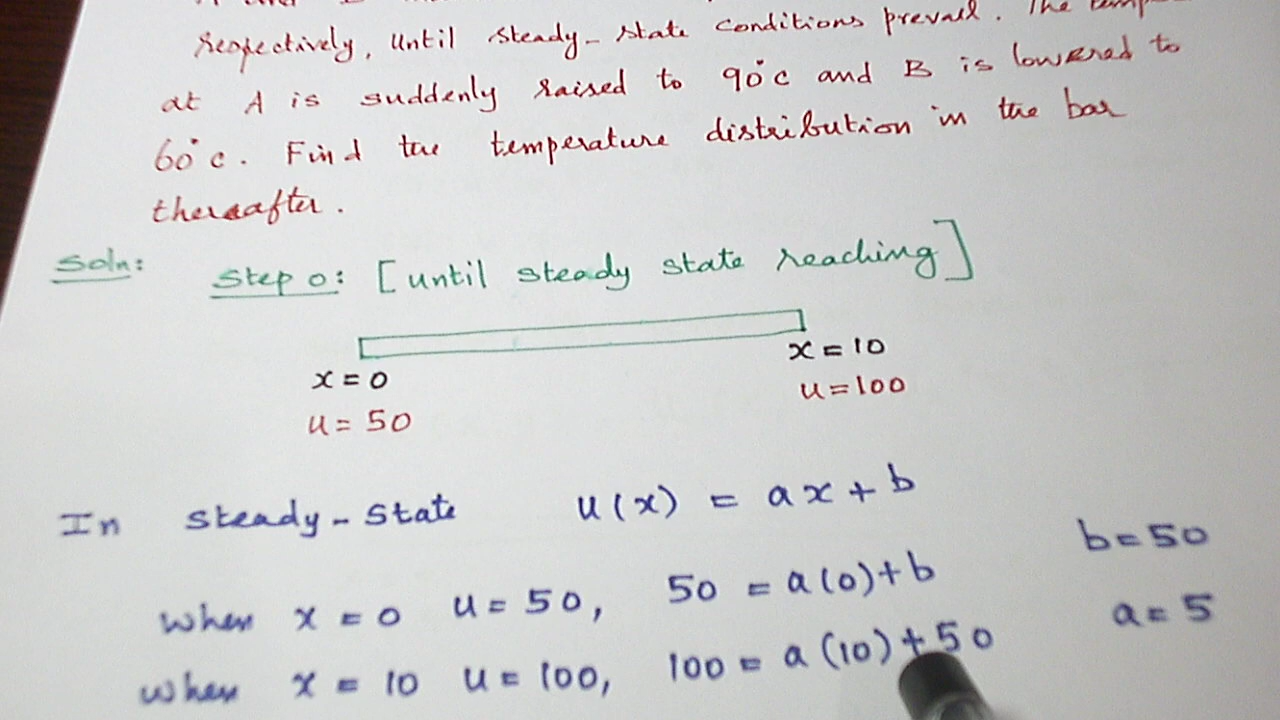 respectively, until steady-state conditions prevail. The temp
at A is suddenly raised to 90°c and B is lowered to
60°c. Find the temperature distribution in the bar
thereafter.
Soln: Step 0: [until steady state reaching]
x = 0 x = 10
u = 50 u = 100
In steady-state u(x) = ax + b
when x = 0 u = 50, 50 = a(0)+b b = 50
when x = 10 u = 100, 100 = a(10)+50 a = 5